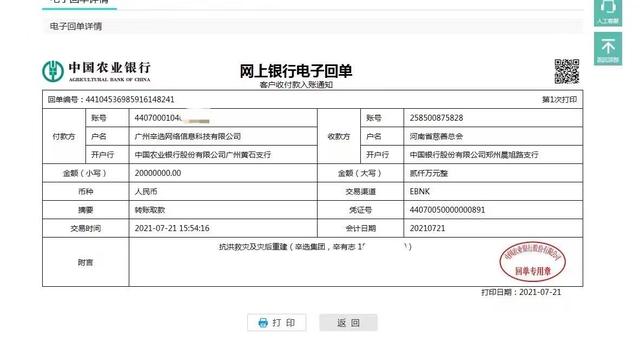 电子回单详情
电子回单详情
人工客服
返回顶部
中国农业银行
AGRICULTURAL BANK OF CHINA
网上银行电子回单
客户收付款入账通知
回单编号：44104536985916148241 第1次打印
付款方 账号 4407000104 收款方 账号 258500875828
户名 广州辛选网络信息科技有限公司 户名 河南省慈善总会
开户行 中国农业银行股份有限公司广州黄石支行 开户行 中国银行股份有限公司郑州晨旭路支行
金额（小写） 20000000.00 金额（大写） 贰仟万元整
币种 人民币 交易渠道 EBNK
摘要 转账取款 凭证号 44070050000000891
交易时间 2021-07-21 15:54:16 会计日期 20210721
附言 抗洪救灾及灾后重建（辛选集团，辛有志 1
中国农业银行股份有限公司
回单专用章
打印日期：2021-07-21
打印 返回